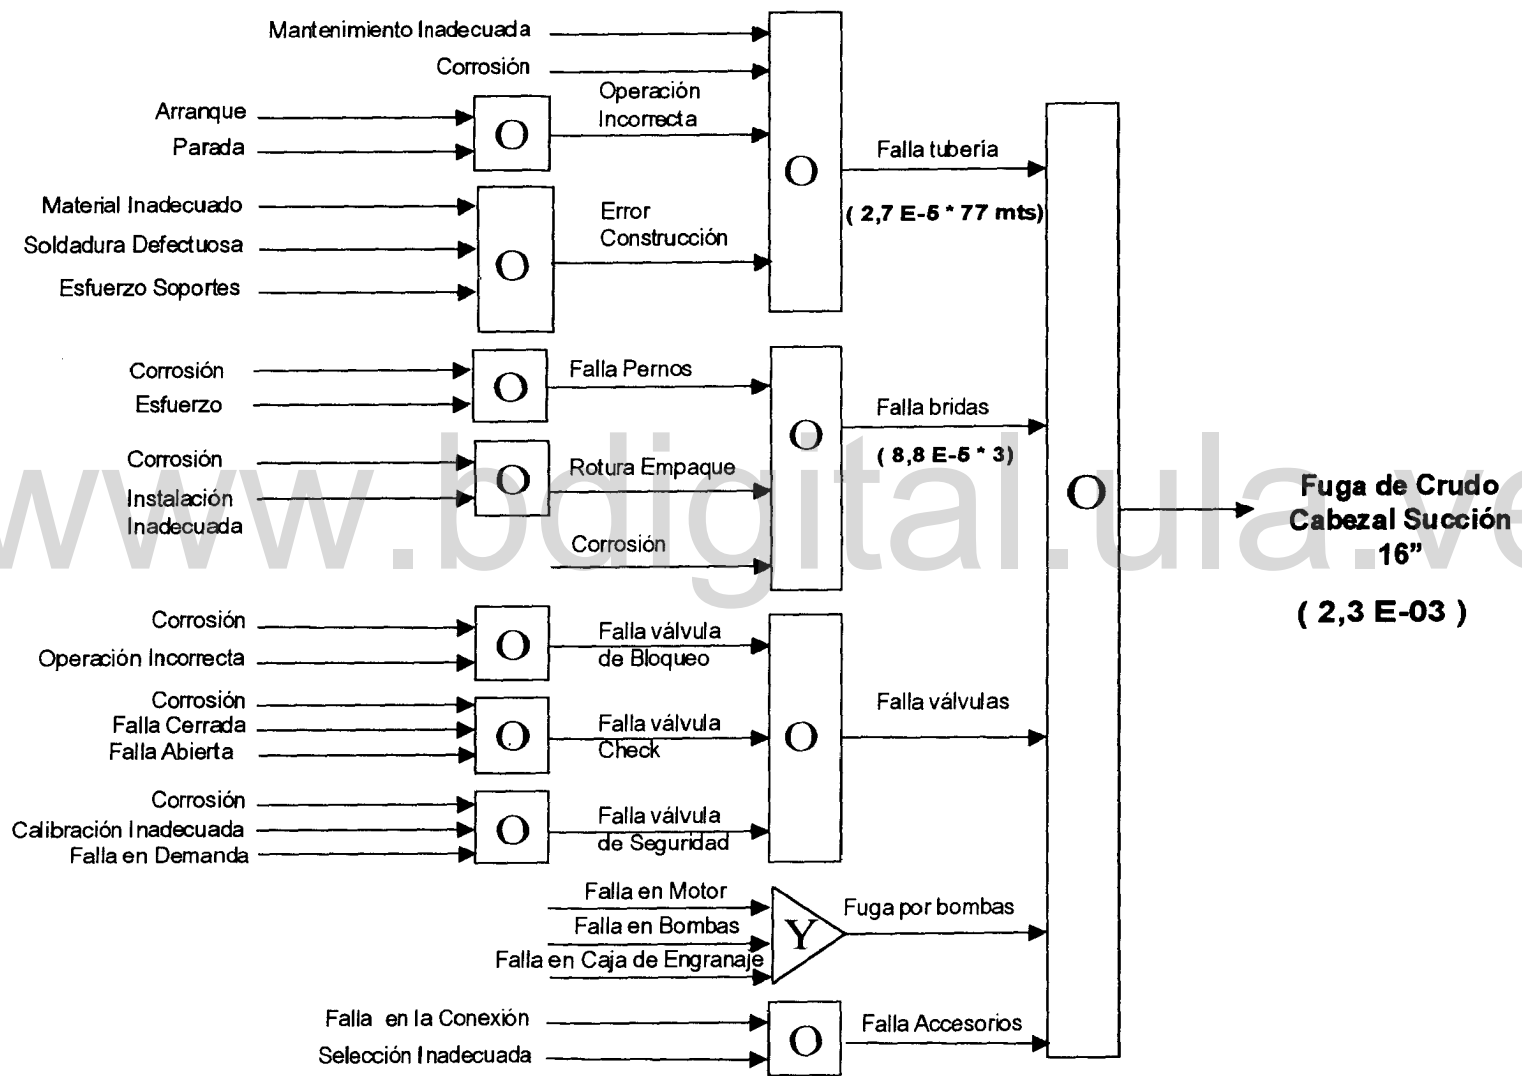 Mantenimiento Inadecuada
Corrosión
Arranque
Parada
O
Operación
Incorrecta
Material Inadecuado
Soldadura Defectuosa
Esfuerzo Soportes
O
Error
Construcción
O
Falla tubería
( 2,7 E-5 * 77 mts)
Corrosión
Esfuerzo
O
Falla Pernos
Corrosión
Instalación
Inadecuada
O
Rotura Empaque
Corrosión
O
Falla bridas
( 8,8 E-5 * 3)
Corrosión
Operación Incorrecta
O
Falla válvula
de Bloqueo
Corrosión
Falla Cerrada
Falla Abierta
O
Falla válvula
Check
Corrosión
Calibración Inadecuada
Falla en Demanda
O
Falla válvula
de Seguridad
O
Falla válvulas
Falla en Motor
Falla en Bombas
Falla en Caja de Engranaje
Y
Fuga por bombas
Falla en la Conexión
Selección Inadecuada
O
Falla Accesorios
O
Fuga de Crudo
Cabezal Succión
16”
( 2,3 E-03 )
www.bdigital.ula.ve